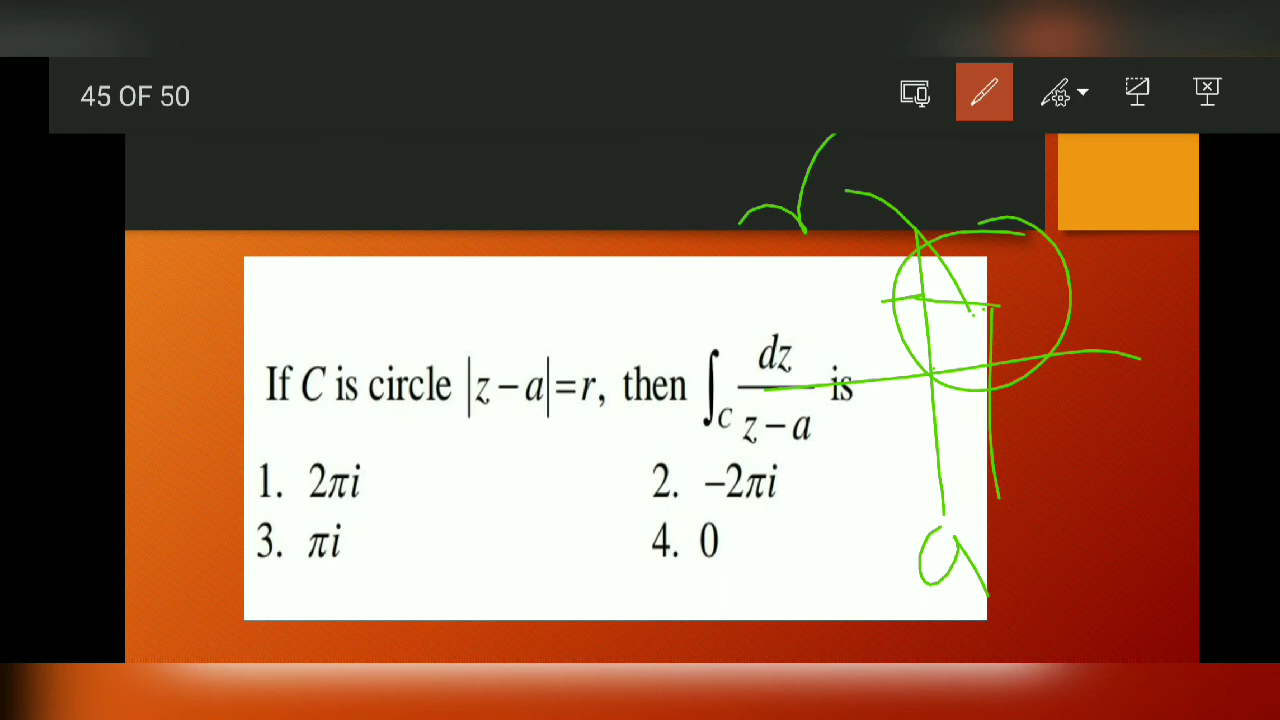 45 OF 50
If C is circle |z − a| = r, then ∫_C dz/(z − a) is
1. 2πi 2. −2πi
3. πi 4. 0
a